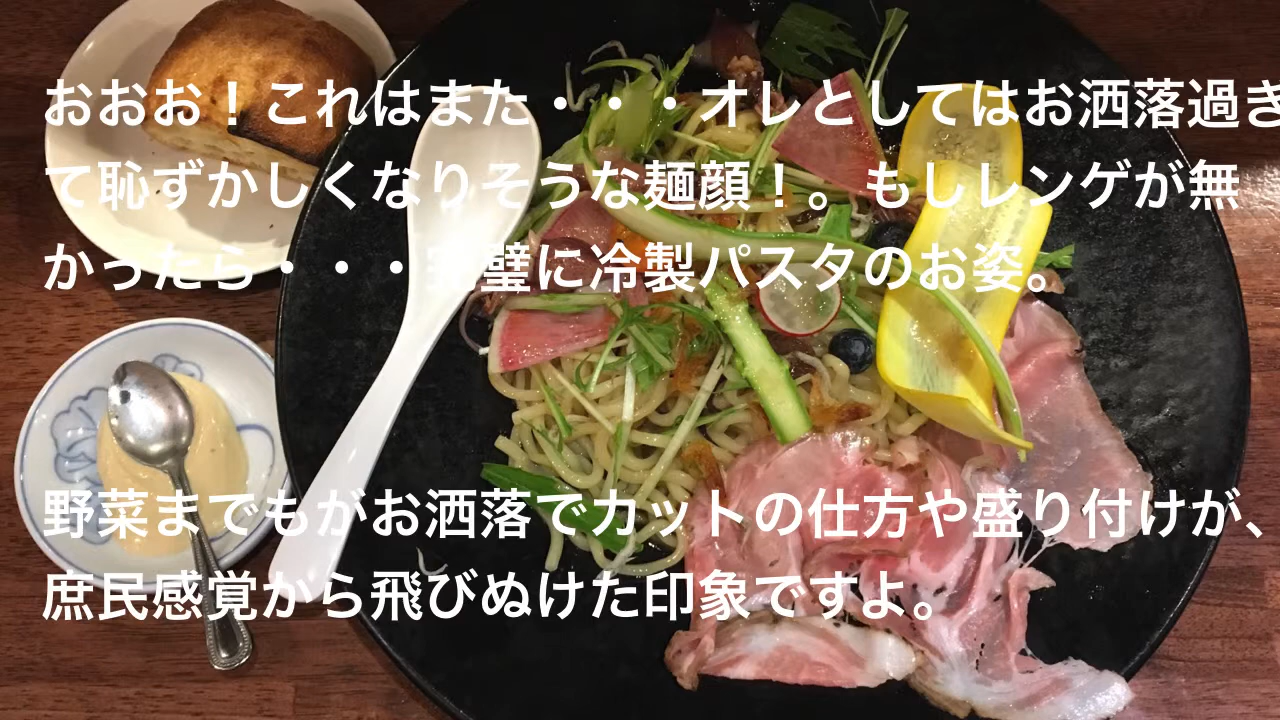 おおお！これはまた・・・オレとしてはお洒落過ぎ
て恥ずかしくなりそうな麺顔！。もしレンゲが無
かったら・・・完璧に冷製パスタのお姿。
野菜までもがお洒落でカットの仕方や盛り付けが、
庶民感覚から飛びぬけた印象ですよ。